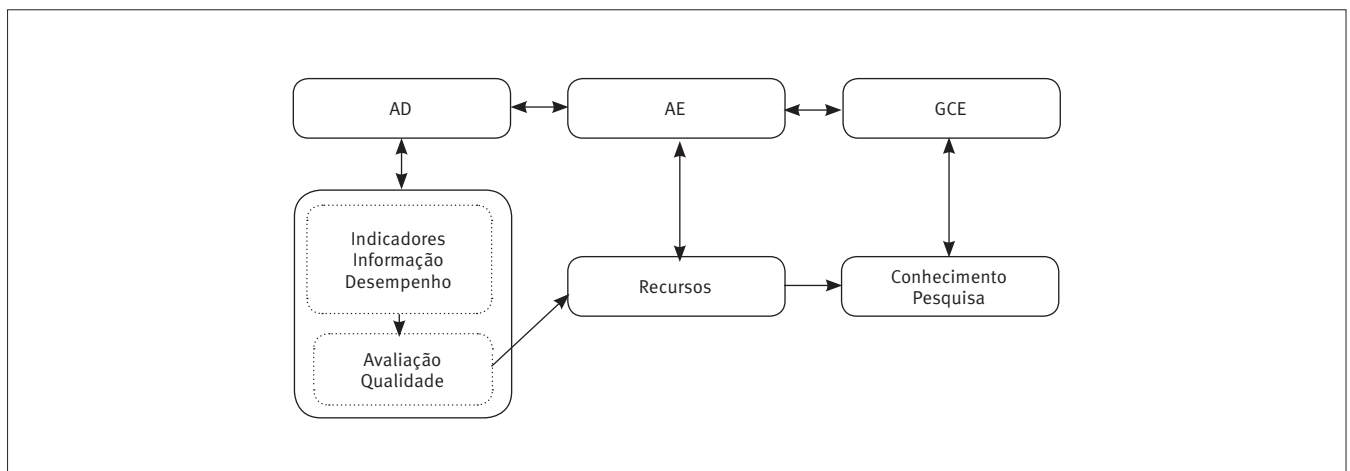 AD
AE
GCE
Indicadores
Informação
Desempenho
Recursos
Conhecimento
Pesquisa
Avaliação
Qualidade